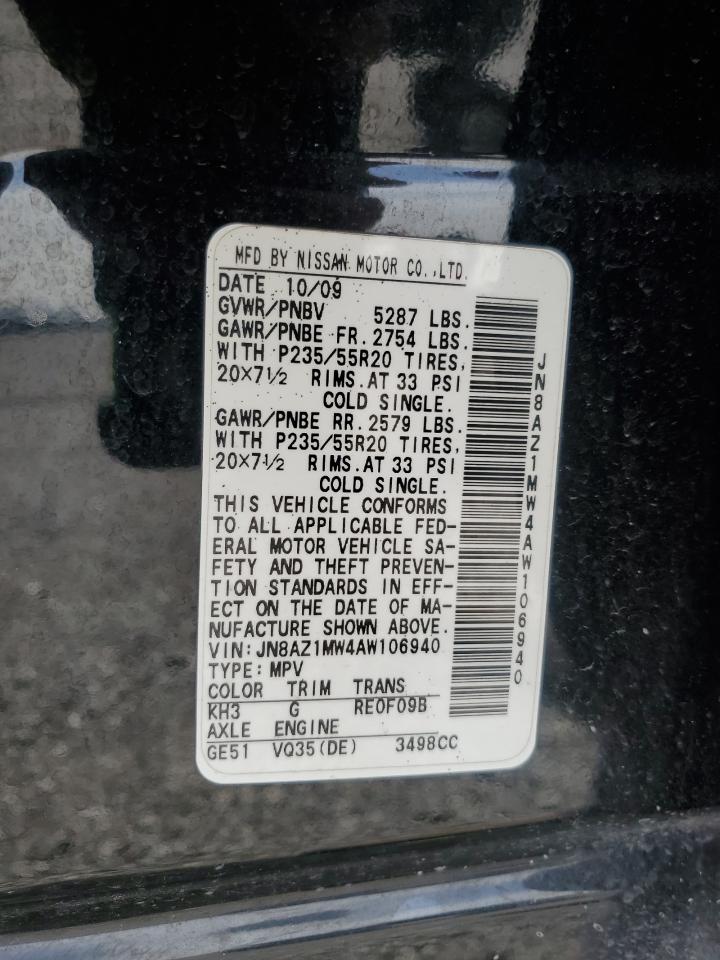 MFD BY NISSAN MOTOR CO.,LTD.
DATE 10/09
GVWR/PNBV 5287 LBS.
GAWR/PNBE FR. 2754 LBS.
WITH P235/55R20 TIRES,
20×7½ RIMS. AT 33 PSI
COLD SINGLE.
GAWR/PNBE RR. 2579 LBS.
WITH P235/55R20 TIRES,
20×7½ RIMS. AT 33 PSI
COLD SINGLE.
THIS VEHICLE CONFORMS
TO ALL APPLICABLE FED-
ERAL MOTOR VEHICLE SA-
FETY AND THEFT PREVEN-
TION STANDARDS IN EFF-
ECT ON THE DATE OF MA-
NUFACTURE SHOWN ABOVE.
VIN:JN8AZ1MW4AW106940
TYPE:MPV
COLOR TRIM TRANS
KH3 G RE0F09B
AXLE ENGINE
GE51 VQ35(DE) 3498CC
JN8AZ1MW4AW106940